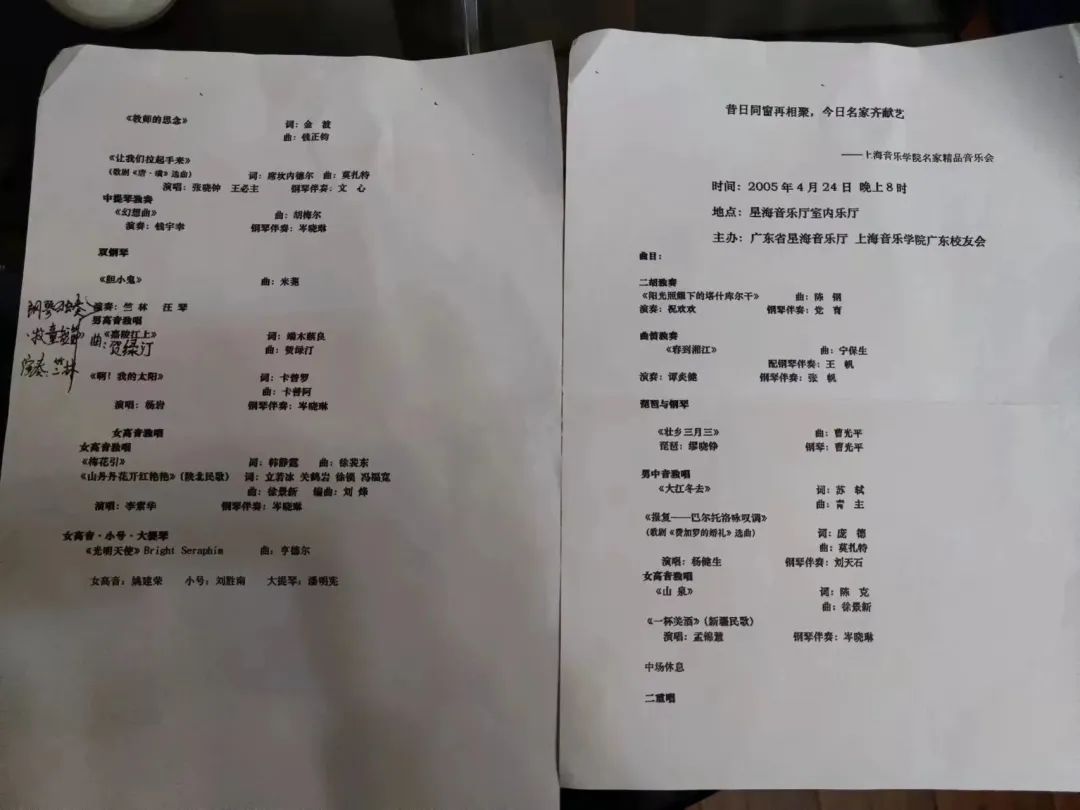 昔日同窗再相聚，今日名家齐献艺
——上海音乐学院名家精品音乐会
时间：2005年4月24日 晚上8时
地点：星海音乐厅室内乐厅
主办：广东省星海音乐厅 上海音乐学院广东校友会
曲目：
二胡独奏
《阳光照耀下的塔什库尔干》 曲：陈 钢
演奏：祝欢欢 钢琴伴奏：党 育
曲笛独奏
《春到湘江》 曲：宁保生
配钢琴伴奏：王 帆
演奏：谭炎健 钢琴伴奏：张 帆
琵琶与钢琴
《壮乡三月三》 曲：曹光平
琵琶：缪晓铮 钢琴：曹光平
男中音独唱
《大江东去》 词：苏 轼
曲：青 主
《报复——巴尔托洛咏叹调》
（歌剧《费加罗的婚礼》选曲） 词：庞 德
曲：莫扎特
演唱：杨健生 钢琴伴奏：刘天石
女高音独唱
《山 泉》 词：陈 克
曲：徐景新
《一杯美酒》（新疆民歌）
演唱：孟锦慧 钢琴伴奏：岑晓琳
中场休息
二重唱
《教师的思念》 词：金 波
曲：钱正钧
《让我们拉起手来》
（歌剧《唐·璜》选曲） 词：席坎内德尔 曲：莫扎特
演唱：张晓钟 王必主 钢琴伴奏：文 心
中提琴独奏
《幻想曲》 曲：胡梅尔
演奏：钱宇幸 钢琴伴奏：岑晓琳
双钢琴
《胆小鬼》 曲：米荛
演奏：竺 林 汪 琴
钢琴独奏
《牧童短笛》
曲：贺绿汀
演奏：竺林
男高音独唱
《嘉陵江上》 词：端木蕻良
曲：贺绿汀
《啊！我的太阳》 词：卡普罗
曲：卡普阿
演唱：杨岩 钢琴伴奏：岑晓琳
女高音独唱
女高音独唱
《梅花引》 词：韩静霆 曲：徐裴东
《山丹丹花开红艳艳》（陕北民歌） 词：立若冰 关鹤岩 徐锁 冯福宽
曲：徐景新 编曲：刘 烽
演唱：李素华 钢琴伴奏：岑晓琳
女高音·小号·大提琴
《光明天使》Bright Seraphim 曲：亨德尔
女高音：姚建荣 小号：刘胜南 大提琴：潘明宪